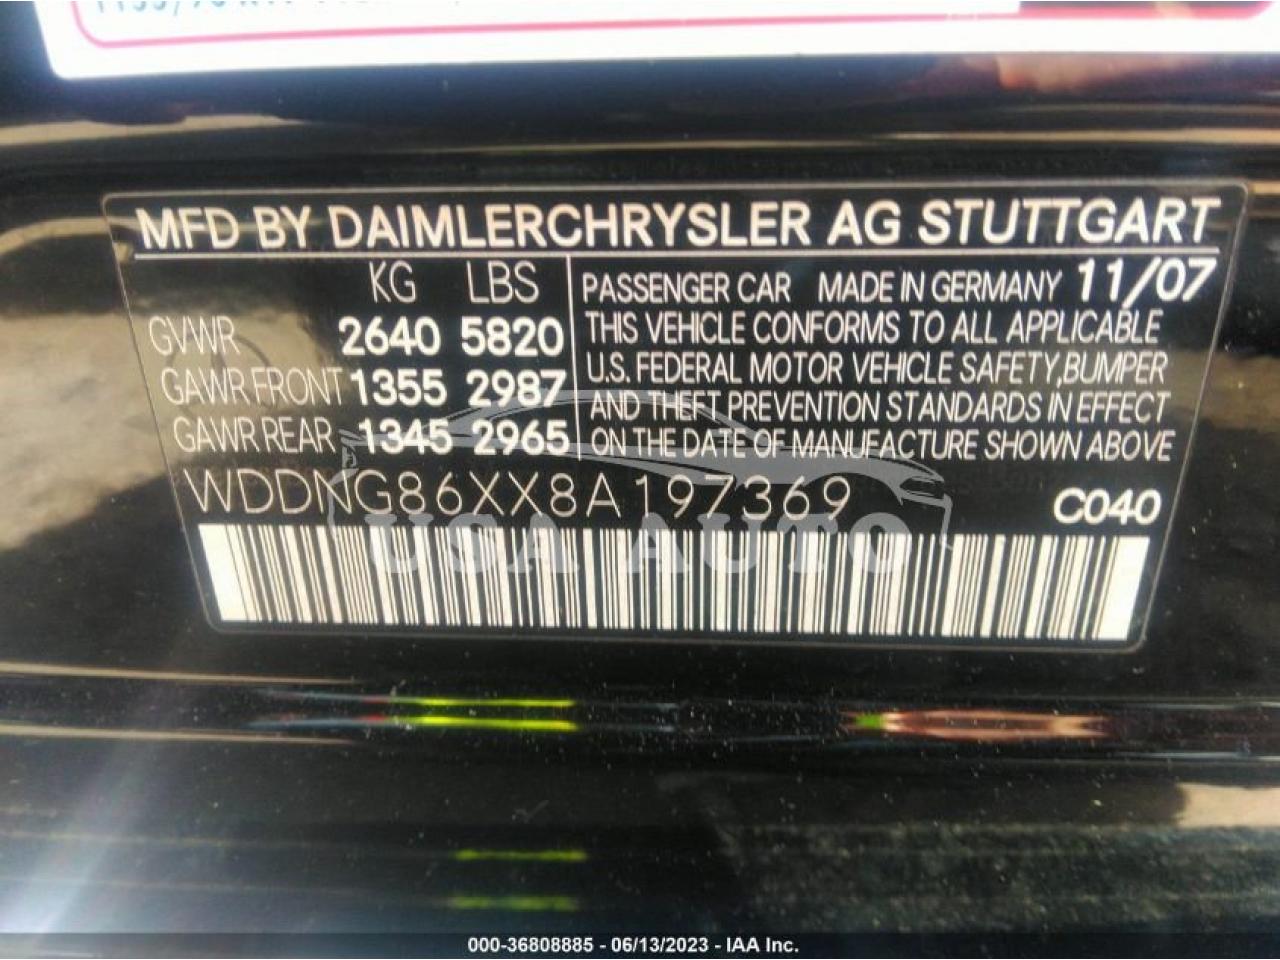 MFD BY DAIMLERCHRYSLER AG STUTTGART
KG LBS
GVWR 2640 5820
GAWR FRONT 1355 2987
GAWR REAR 1345 2965
PASSENGER CAR MADE IN GERMANY 11/07
THIS VEHICLE CONFORMS TO ALL APPLICABLE
U.S. FEDERAL MOTOR VEHICLE SAFETY, BUMPER
AND THEFT PREVENTION STANDARDS IN EFFECT
ON THE DATE OF MANUFACTURE SHOWN ABOVE
WDDNG86XX8A197369 C040
USA AUTO
000-36808885 - 06/13/2023 - IAA Inc.